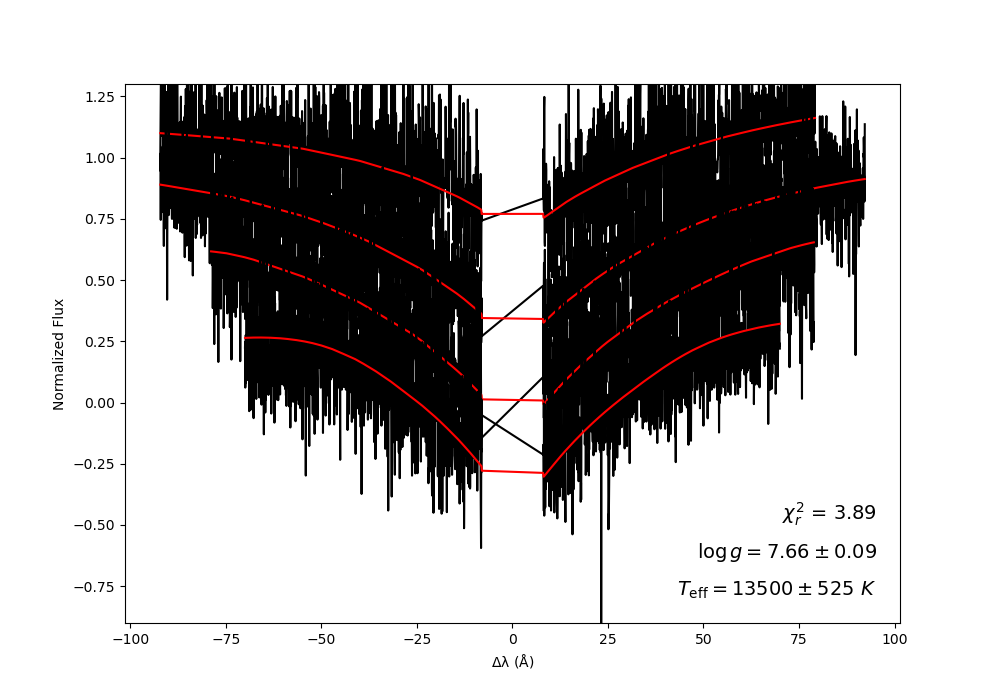 1.25
1.00
0.75
0.50
0.25
0.00
−0.25
−0.50
−0.75
Normalized Flux
χ²ᵣ = 3.89
log g = 7.66 ± 0.09
T_eff = 13500 ± 525 K
−100 −75 −50 −25 0 25 50 75 100
Δλ (Å)